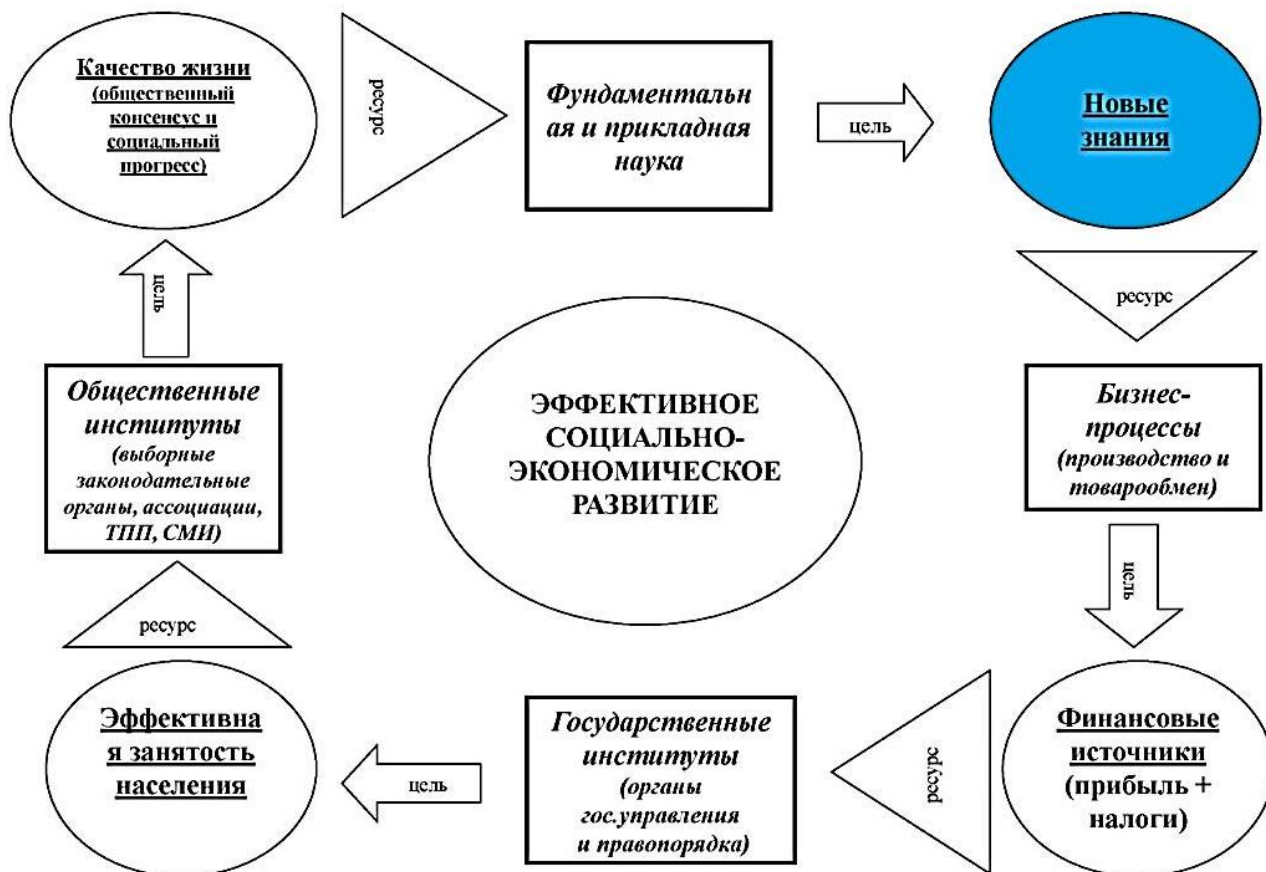 Качество жизни
(общественный
консенсус и
социальный
прогресс)
ресурс
Фундаментальн
ая и прикладная
наука
цель
Новые
знания
цель
ресурс
Общественные
институты
(выборные
законодательные
органы, ассоциации,
ТПП, СМИ)
ЭФФЕКТИВНОЕ
СОЦИАЛЬНО-
ЭКОНОМИЧЕСКОЕ
РАЗВИТИЕ
Бизнес-
процессы
(производство и
товарообмен)
цель
ресурс
Эффективна
я занятость
населения
цель
Государственные
институты
(органы
гос.управления
и правопорядка)
ресурс
Финансовые
источники
(прибыль +
налоги)